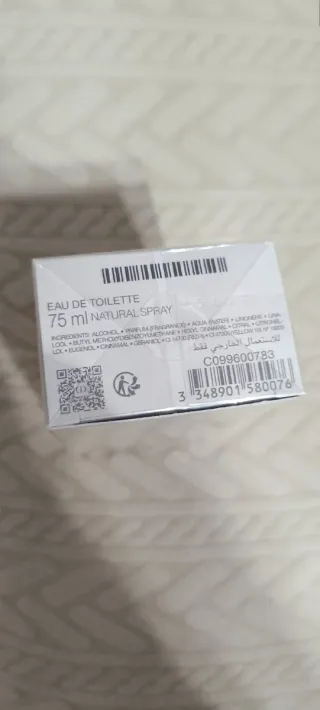 EAU DE TOILETTE
75 ml NATURAL SPRAY
INGREDIENTS: ALCOHOL • PARFUM (FRAGRANCE) • AQUA (WATER) • LIMONENE • LINA-
LOOL • BUTYL METHOXYDIBENZOYLMETHANE • HEXYL CINNAMAL • CITRAL • CITRONEL-
LOL • EUGENOL • CINNAMAL • GERANIOL •
للاستعمال الخارجي فقط
C099600783
3 348901 580076